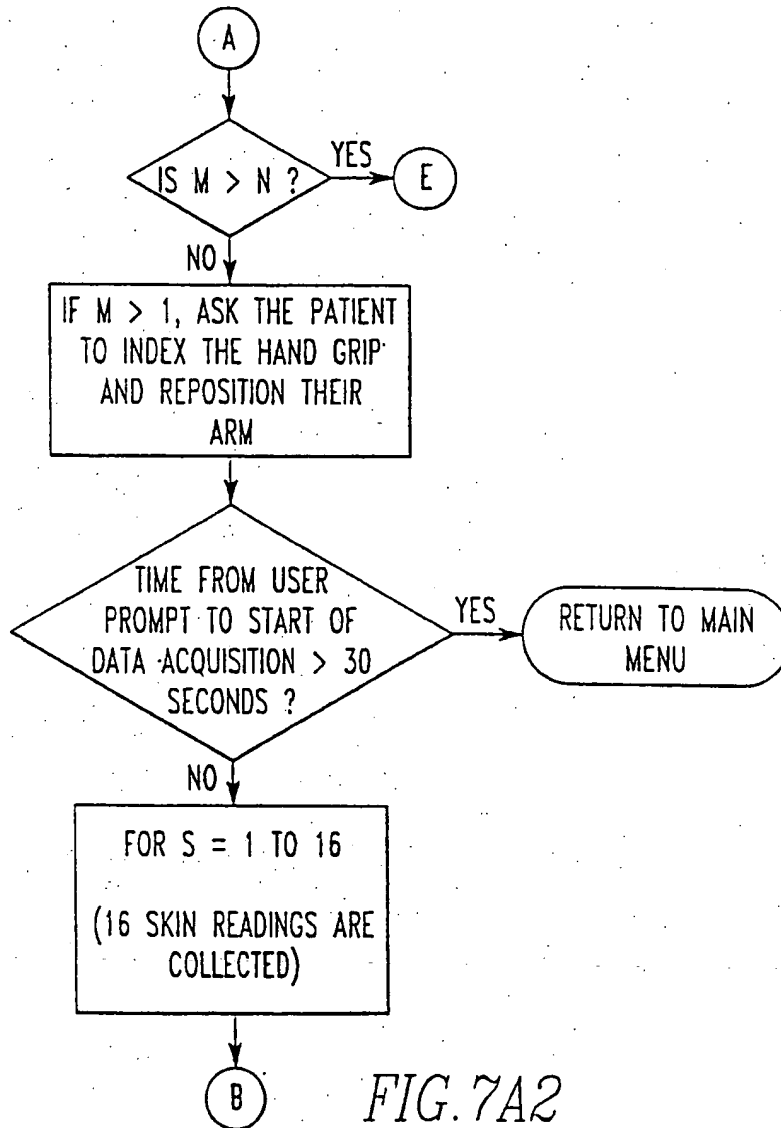 A
IS M > N ?
YES
E
NO
IF M > 1, ASK THE PATIENT
TO INDEX THE HAND GRIP
AND REPOSITION THEIR
ARM
TIME FROM USER
PROMPT TO START OF
DATA ACQUISITION > 30
SECONDS ?
YES
RETURN TO MAIN
MENU
NO
FOR S = 1 TO 16
(16 SKIN READINGS ARE
COLLECTED)
B
FIG. 7A2